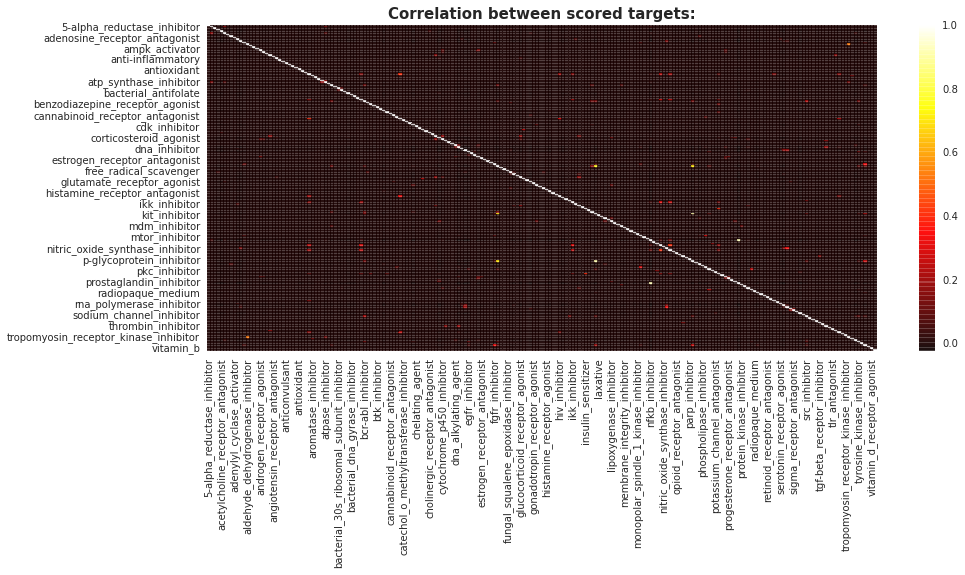 Correlation between scored targets:
5-alpha_reductase_inhibitor
adenosine_receptor_antagonist
ampk_activator
anti-inflammatory
antioxidant
atp_synthase_inhibitor
bacterial_antifolate
benzodiazepine_receptor_agonist
cannabinoid_receptor_antagonist
cdk_inhibitor
corticosteroid_agonist
dna_inhibitor
estrogen_receptor_antagonist
free_radical_scavenger
glutamate_receptor_agonist
histamine_receptor_antagonist
ikk_inhibitor
kit_inhibitor
mdm_inhibitor
mtor_inhibitor
nitric_oxide_synthase_inhibitor
p-glycoprotein_inhibitor
pkc_inhibitor
prostaglandin_inhibitor
radiopaque_medium
rna_polymerase_inhibitor
sodium_channel_inhibitor
thrombin_inhibitor
tropomyosin_receptor_kinase_inhibitor
vitamin_b
1.0
0.8
0.6
0.4
0.2
0.0
5-alpha_reductase_inhibitor
acetylcholine_receptor_antagonist
adenylyl_cyclase_activator
aldehyde_dehydrogenase_inhibitor
androgen_receptor_agonist
angiotensin_receptor_antagonist
anticonvulsant
antioxidant
aromatase_inhibitor
atpase_inhibitor
bacterial_30s_ribosomal_subunit_inhibitor
bacterial_dna_gyrase_inhibitor
bcr-abl_inhibitor
btk_inhibitor
cannabinoid_receptor_antagonist
catechol_o_methyltransferase_inhibitor
chelating_agent
cholinergic_receptor_antagonist
cytochrome_p450_inhibitor
dna_alkylating_agent
egfr_inhibitor
estrogen_receptor_antagonist
fgfr_inhibitor
fungal_squalene_epoxidase_inhibitor
glucocorticoid_receptor_agonist
gonadotropin_receptor_agonist
histamine_receptor_agonist
hiv_inhibitor
ikk_inhibitor
insulin_sensitizer
laxative
lipoxygenase_inhibitor
membrane_integrity_inhibitor
monopolar_spindle_1_kinase_inhibitor
nfkb_inhibitor
nitric_oxide_synthase_inhibitor
opioid_receptor_antagonist
parp_inhibitor
phospholipase_inhibitor
potassium_channel_antagonist
progesterone_receptor_antagonist
protein_kinase_inhibitor
radiopaque_medium
retinoid_receptor_antagonist
serotonin_receptor_agonist
sigma_receptor_antagonist
src_inhibitor
tgf-beta_receptor_inhibitor
tlr_antagonist
tropomyosin_receptor_kinase_inhibitor
tyrosine_kinase_inhibitor
vitamin_d_receptor_agonist